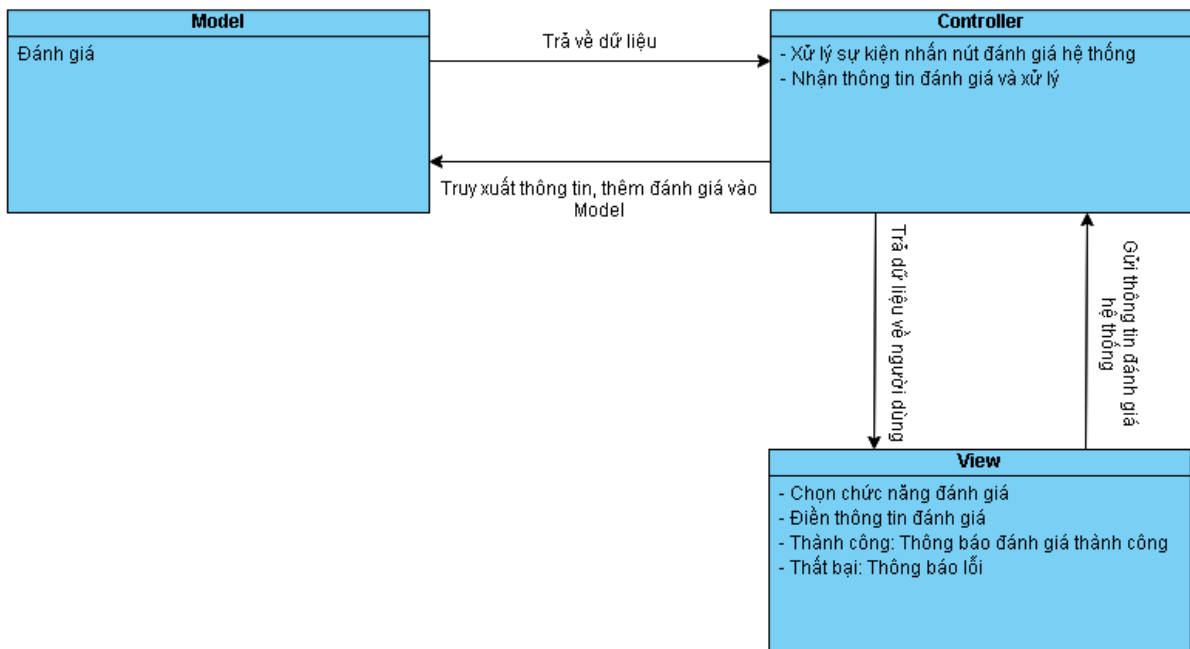 Model
Đánh giá
Trả về dữ liệu
Controller
- Xử lý sự kiện nhấn nút đánh giá hệ thống
- Nhận thông tin đánh giá và xử lý
Truy xuất thông tin, thêm đánh giá vào
Model
Trả dữ liệu về người dùng
Gửi thông tin đánh giá
hệ thống
View
- Chọn chức năng đánh giá
- Điền thông tin đánh giá
- Thành công: Thông báo đánh giá thành công
- Thất bại: Thông báo lỗi